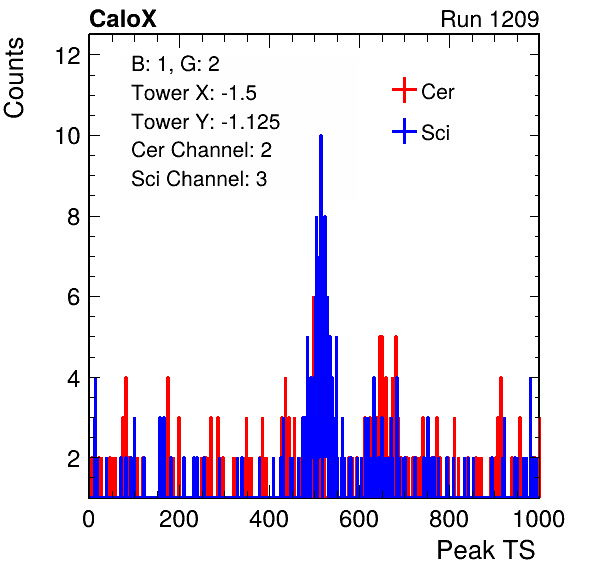 CaloX Run 1209
Counts
12
10
8
6
4
2
B: 1, G: 2
Tower X: -1.5
Tower Y: -1.125
Cer Channel: 2
Sci Channel: 3
Cer
Sci
0 200 400 600 800 1000
Peak TS